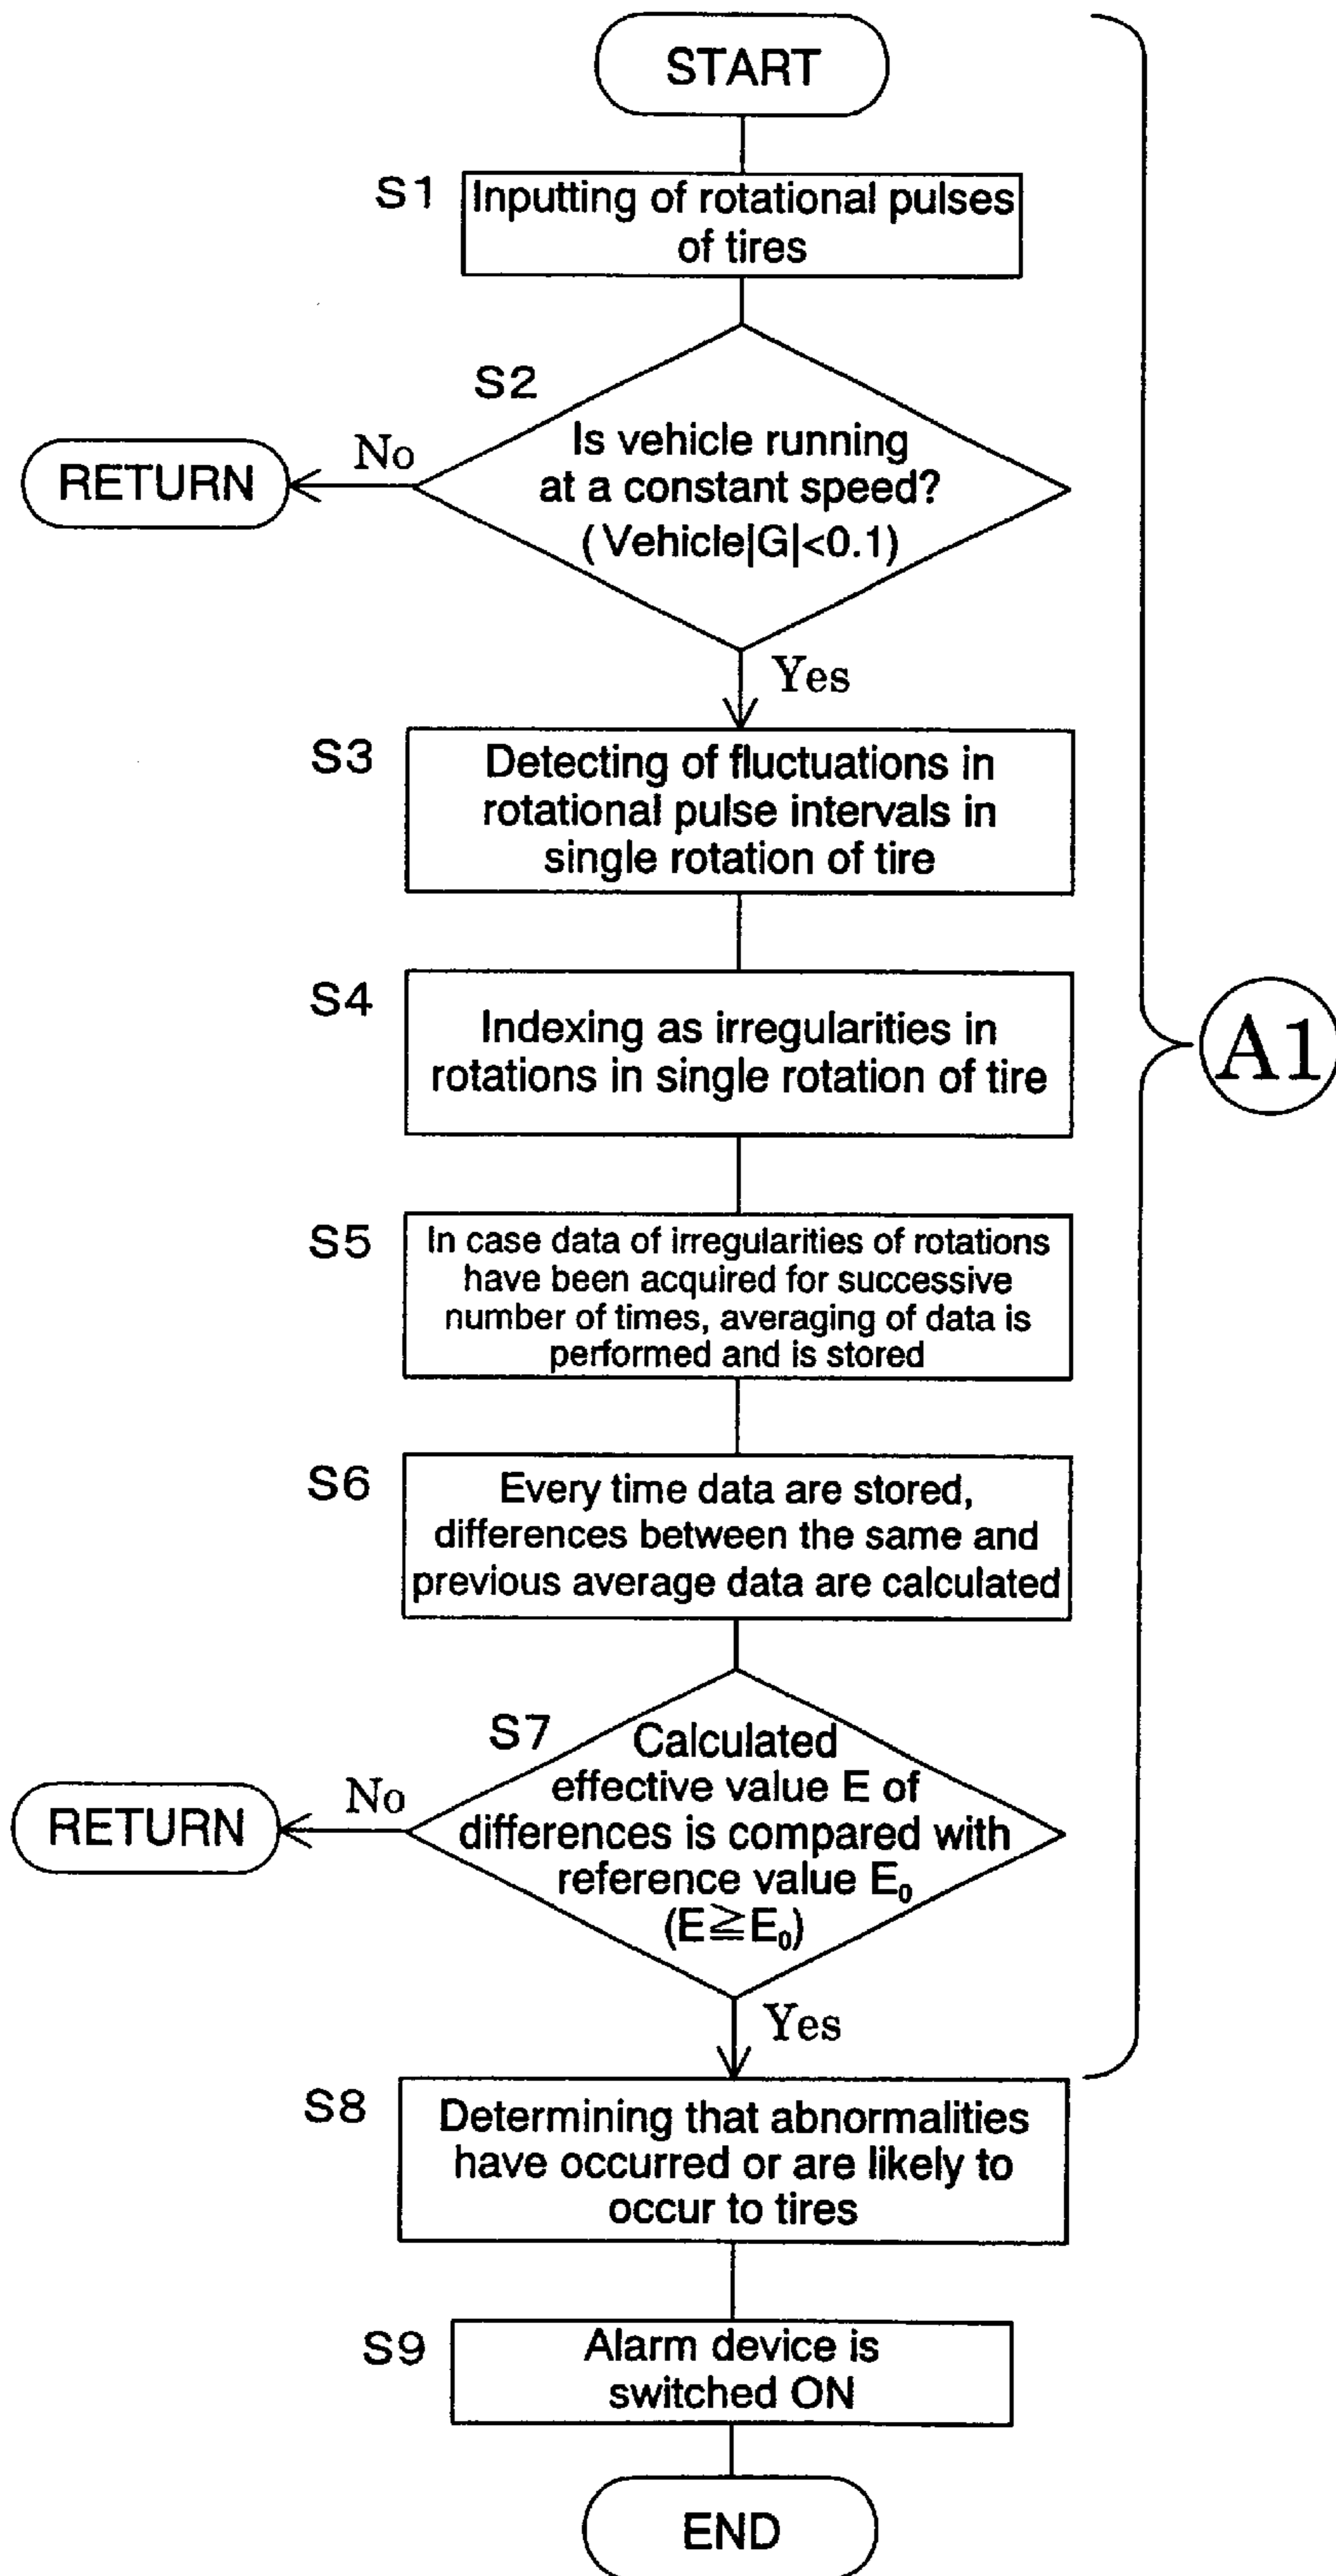 START
S1
Inputting of rotational pulses
of tires
S2
Is vehicle running
at a constant speed?
(Vehicle|G|<0.1)
No
RETURN
Yes
S3
Detecting of fluctuations in
rotational pulse intervals in
single rotation of tire
S4
Indexing as irregularities in
rotations in single rotation of tire
A1
S5
In case data of irregularities of rotations
have been acquired for successive
number of times, averaging of data is
performed and is stored
S6
Every time data are stored,
differences between the same and
previous average data are calculated
S7
Calculated
effective value E of
differences is compared with
reference value E₀
(E≧E₀)
No
RETURN
Yes
S8
Determining that abnormalities
have occurred or are likely to
occur to tires
S9
Alarm device is
switched ON
END